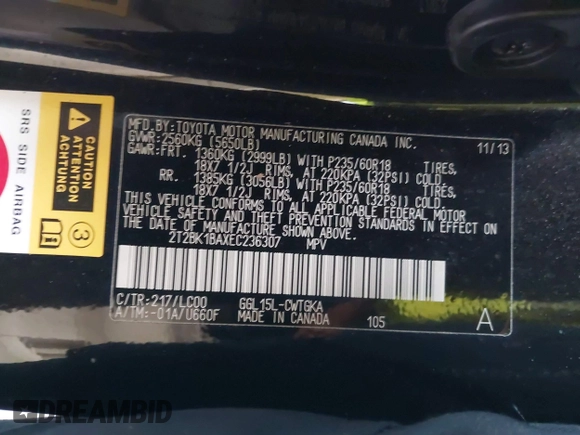 MFD. BY: TOYOTA MOTOR MANUFACTURING CANADA INC.
GVWR: 2560KG (5650LB) 11/13
GAWR: FRT. 1360KG (2999LB) WITH P235/60R18 TIRES,
18X7 1/2J RIMS, AT 220KPA (32PSI) COLD.
RR. 1385KG (3056LB) WITH P235/60R18 TIRES,
18X7 1/2J RIMS, AT 220KPA (32PSI) COLD.
THIS VEHICLE CONFORMS TO ALL APPLICABLE FEDERAL MOTOR
VEHICLE SAFETY AND THEFT PREVENTION STANDARDS IN EFFECT ON
THE DATE OF MANUFACTURE SHOWN ABOVE.
2T2BK1BAXEC236307 MPV
C/TR:217/LC00 GGL15L-CWTGKA
A/TM:-01A/U660F MADE IN CANADA 105 A
SRS SIDE AIRBAG
CAUTION
ATTENTION
ACHTUNG
3
DREAMBID